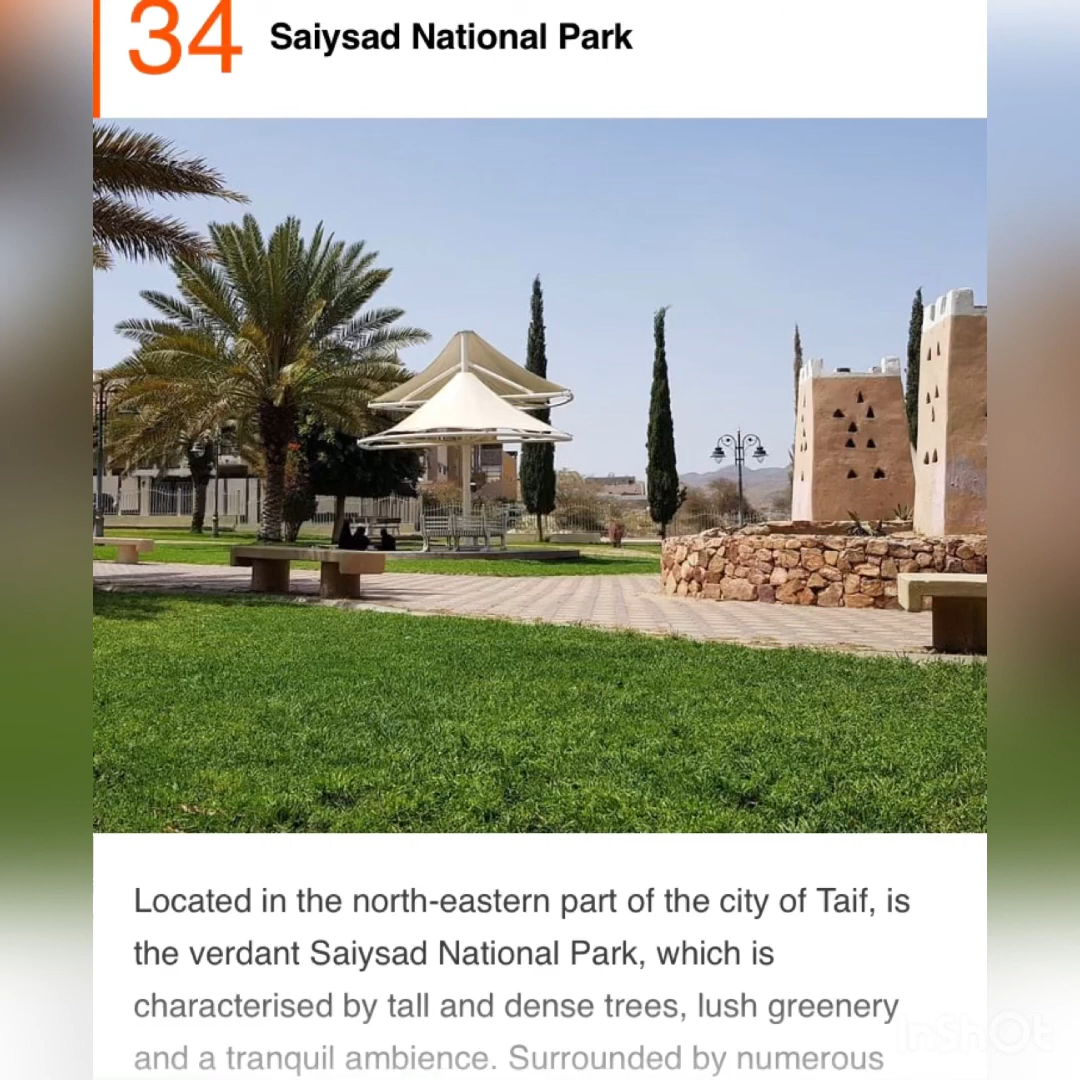 34 Saiysad National Park
Located in the north-eastern part of the city of Taif, is
the verdant Saiysad National Park, which is
characterised by tall and dense trees, lush greenery
and a tranquil ambience. Surrounded by numerous
InShOt